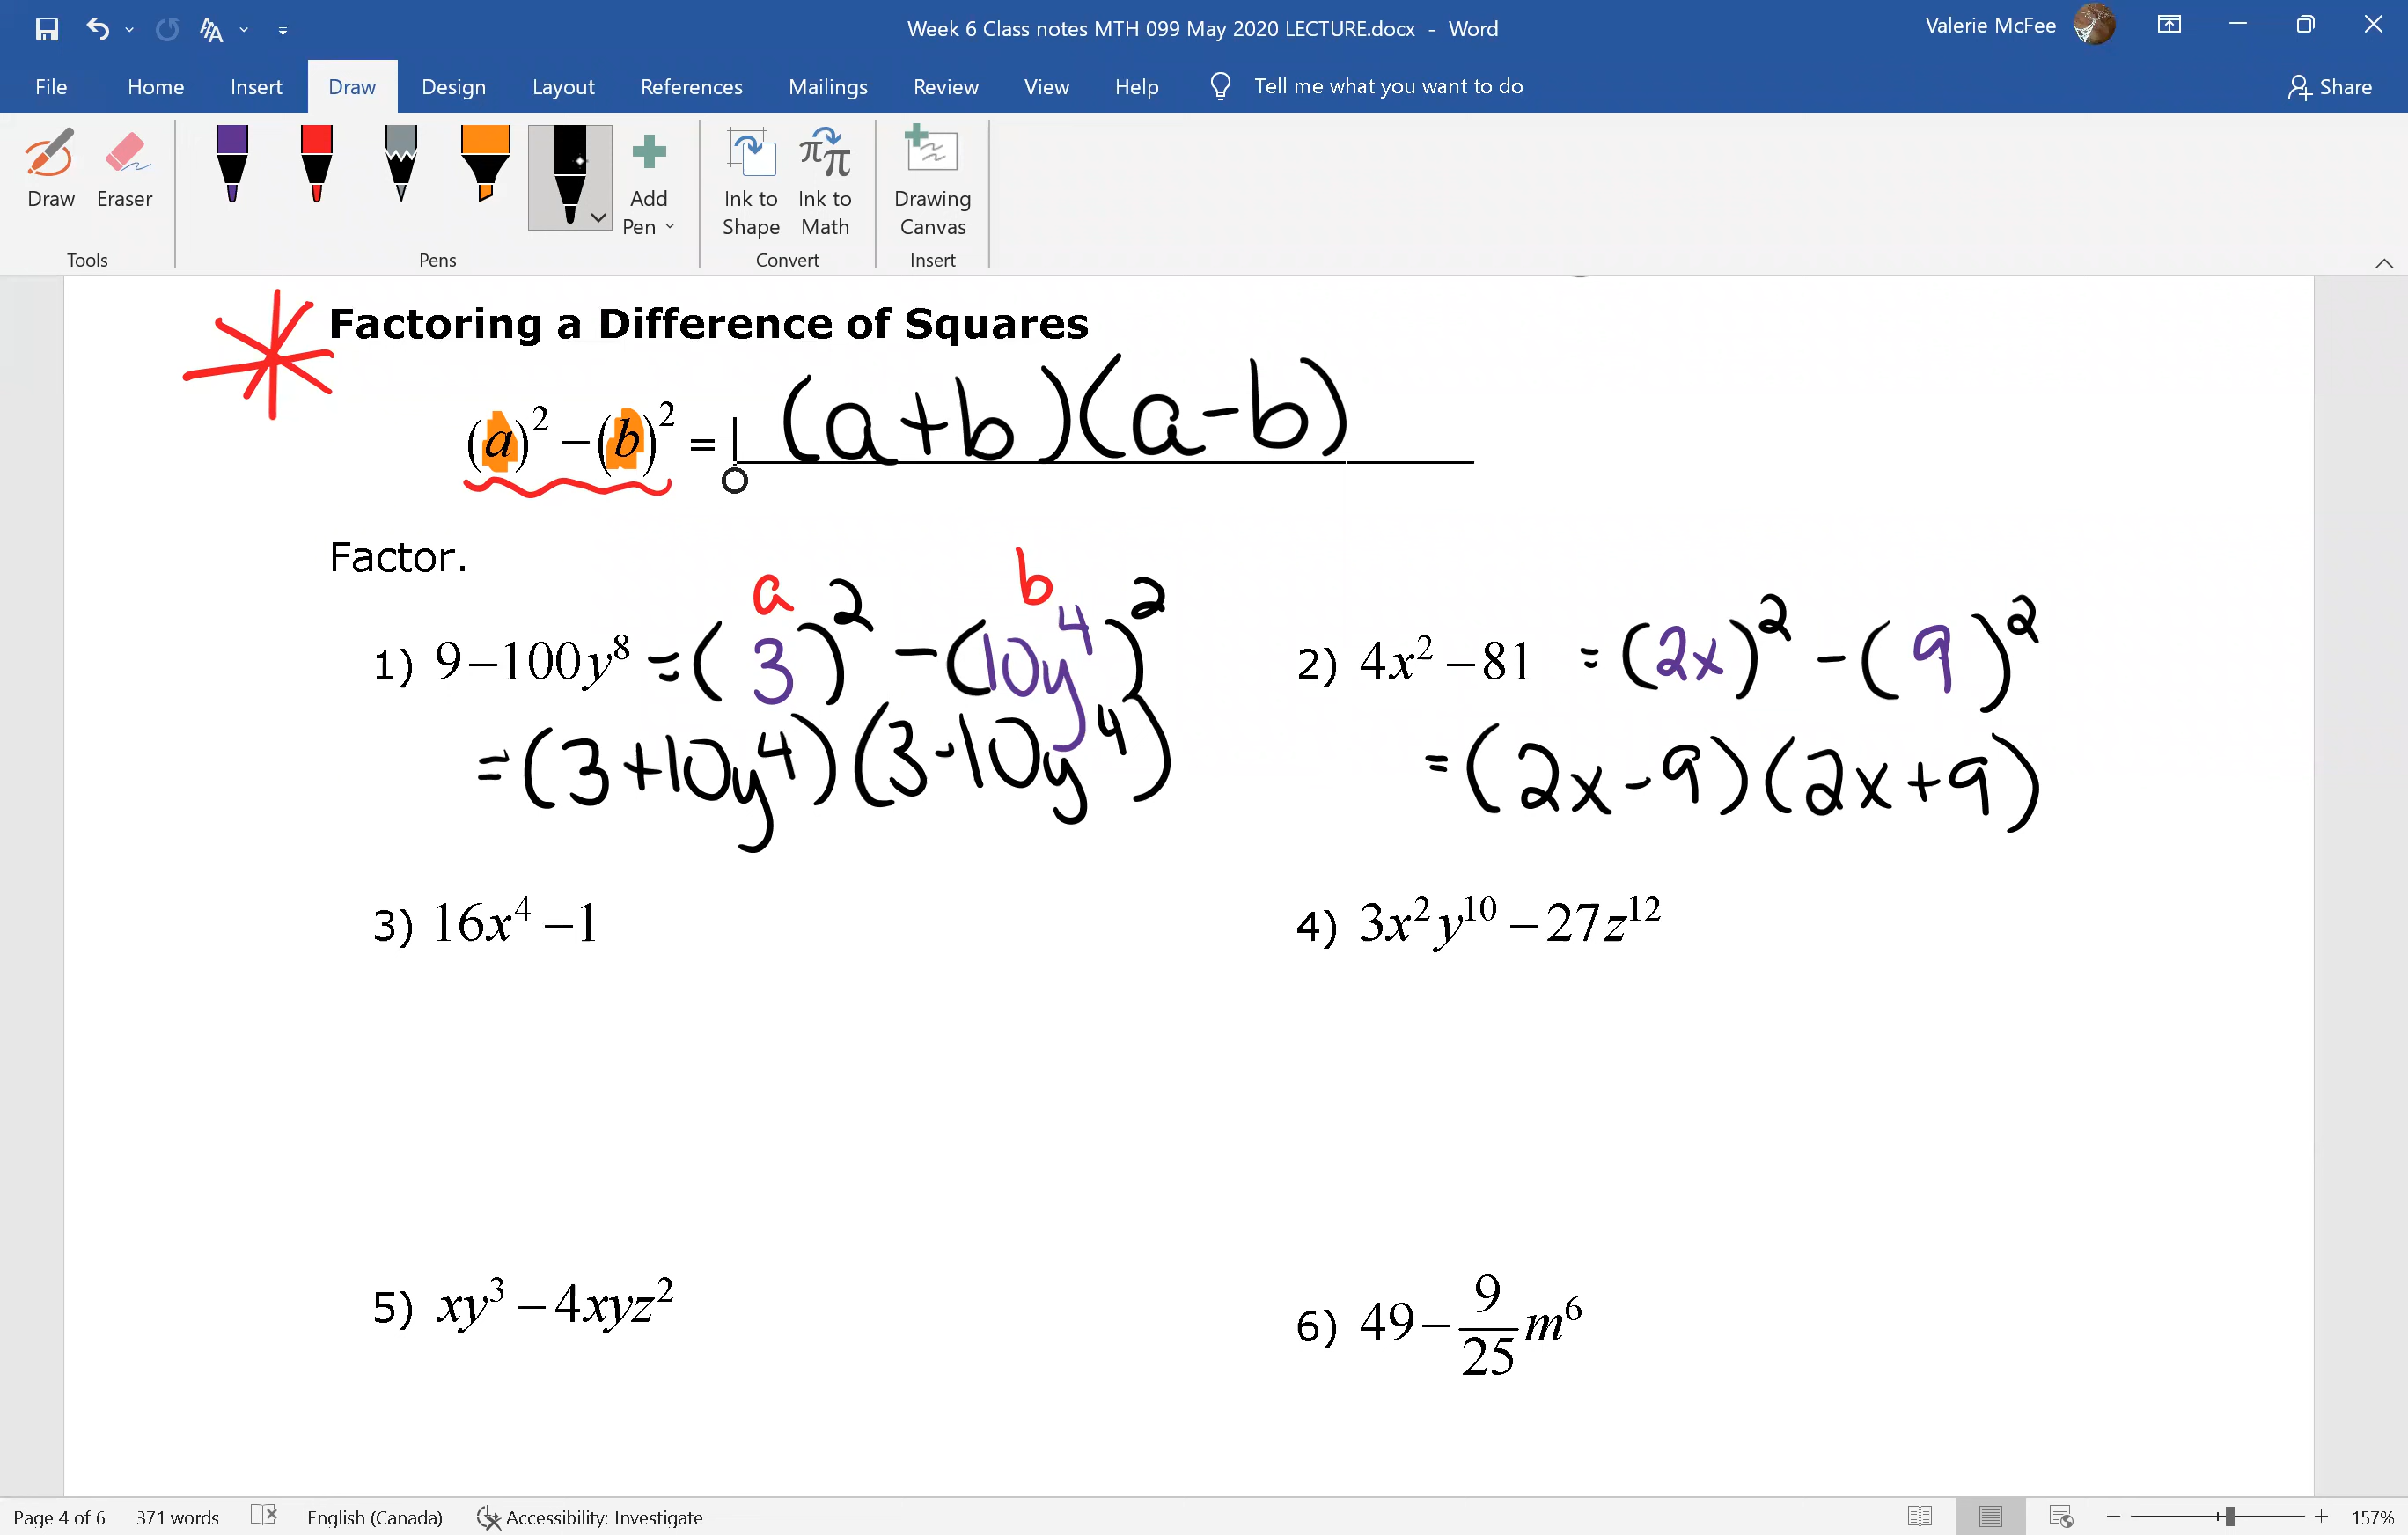 Week 6 Class notes MTH 099 May 2020 LECTURE.docx - Word
Valerie McFee
File Home Insert Draw Design Layout References Mailings Review View Help Tell me what you want to do Share
Draw Eraser Add Pen Ink to Shape Ink to Math Drawing Canvas
Tools Pens Convert Insert
Factoring a Difference of Squares
(a)² − (b)² = (a+b)(a−b)
Factor.
a b
1) 9 − 100y⁸ = (3)² − (10y⁴)²
= (3+10y⁴)(3−10y⁴)
2) 4x² − 81 = (2x)² − (9)²
= (2x−9)(2x+9)
3) 16x⁴ − 1
4) 3x²y¹⁰ − 27z¹²
5) xy³ − 4xyz²
6) 49 − 9/25 m⁶
Page 4 of 6 371 words English (Canada) Accessibility: Investigate 157%